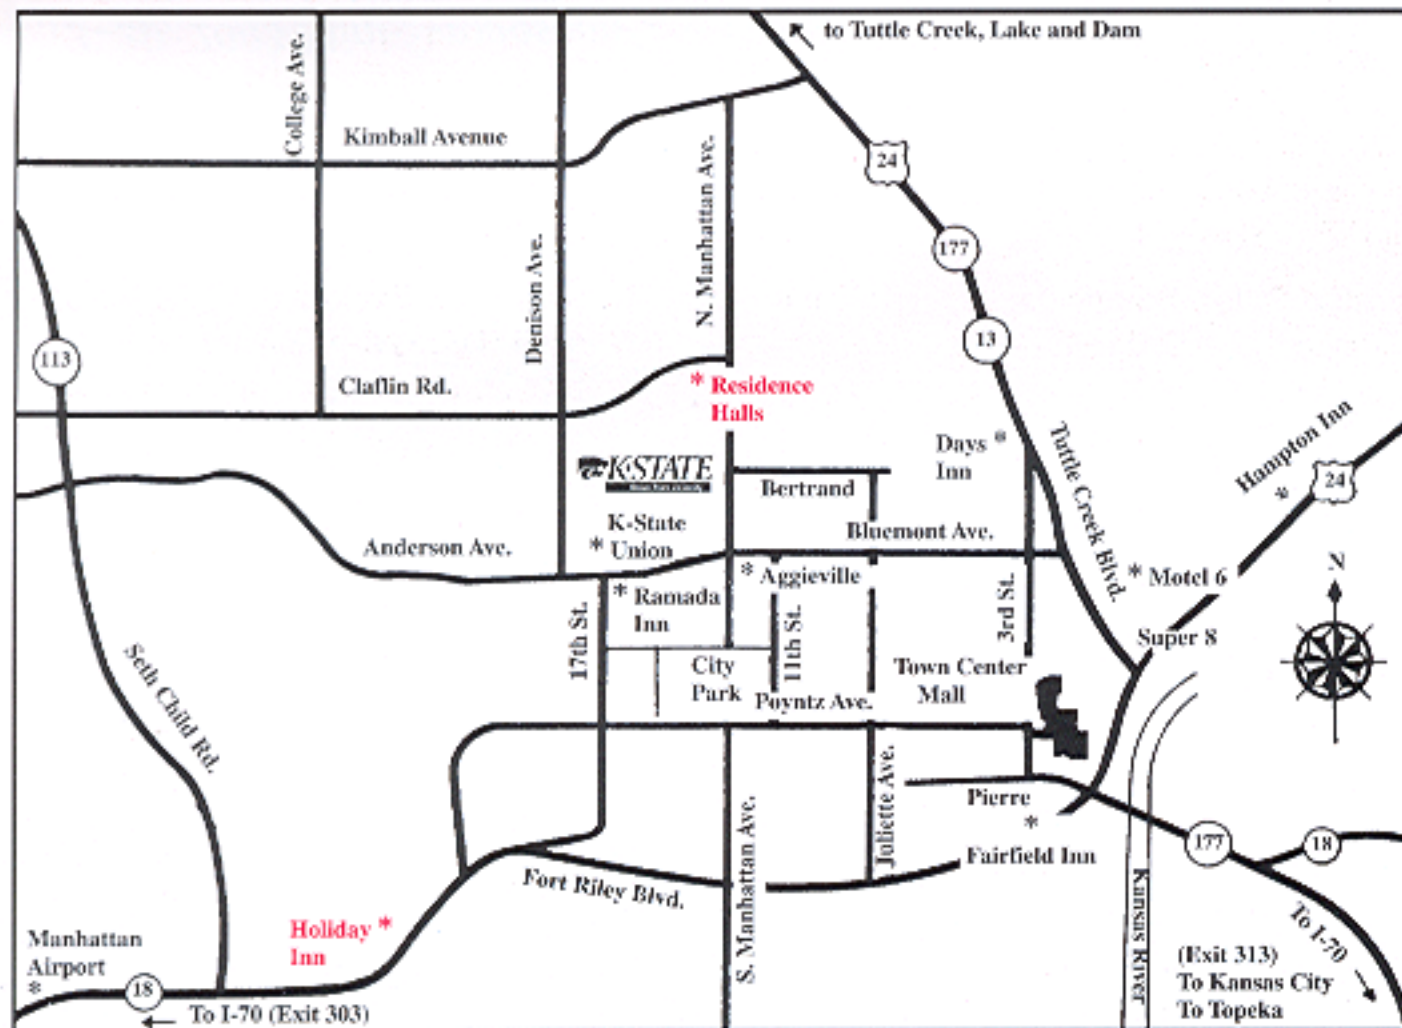 to Tuttle Creek, Lake and Dam
College Ave.
Kimball Avenue
24
N. Manhattan Ave.
177
Denison Ave.
13
113
Claflin Rd.
* Residence
Halls
Days *
Inn
Tuttle Creek Blvd.
Hampton Inn
*
24
K-STATE
Bertrand
K-State
* Union
Bluemont Ave.
Anderson Ave.
N
* Aggieville
* Motel 6
* Ramada
Inn
17th St.
11th St.
3rd St.
Super 8
City
Park
Town Center
Mall
Seth Child Rd.
Poyntz Ave.
Juliette Ave.
Pierre
*
S. Manhattan Ave.
177
18
Fairfield Inn
Fort Riley Blvd.
Kansas River
Holiday *
Inn
To I-70
Manhattan
Airport
*
18
(Exit 313)
To Kansas City
To Topeka
To I-70 (Exit 303)